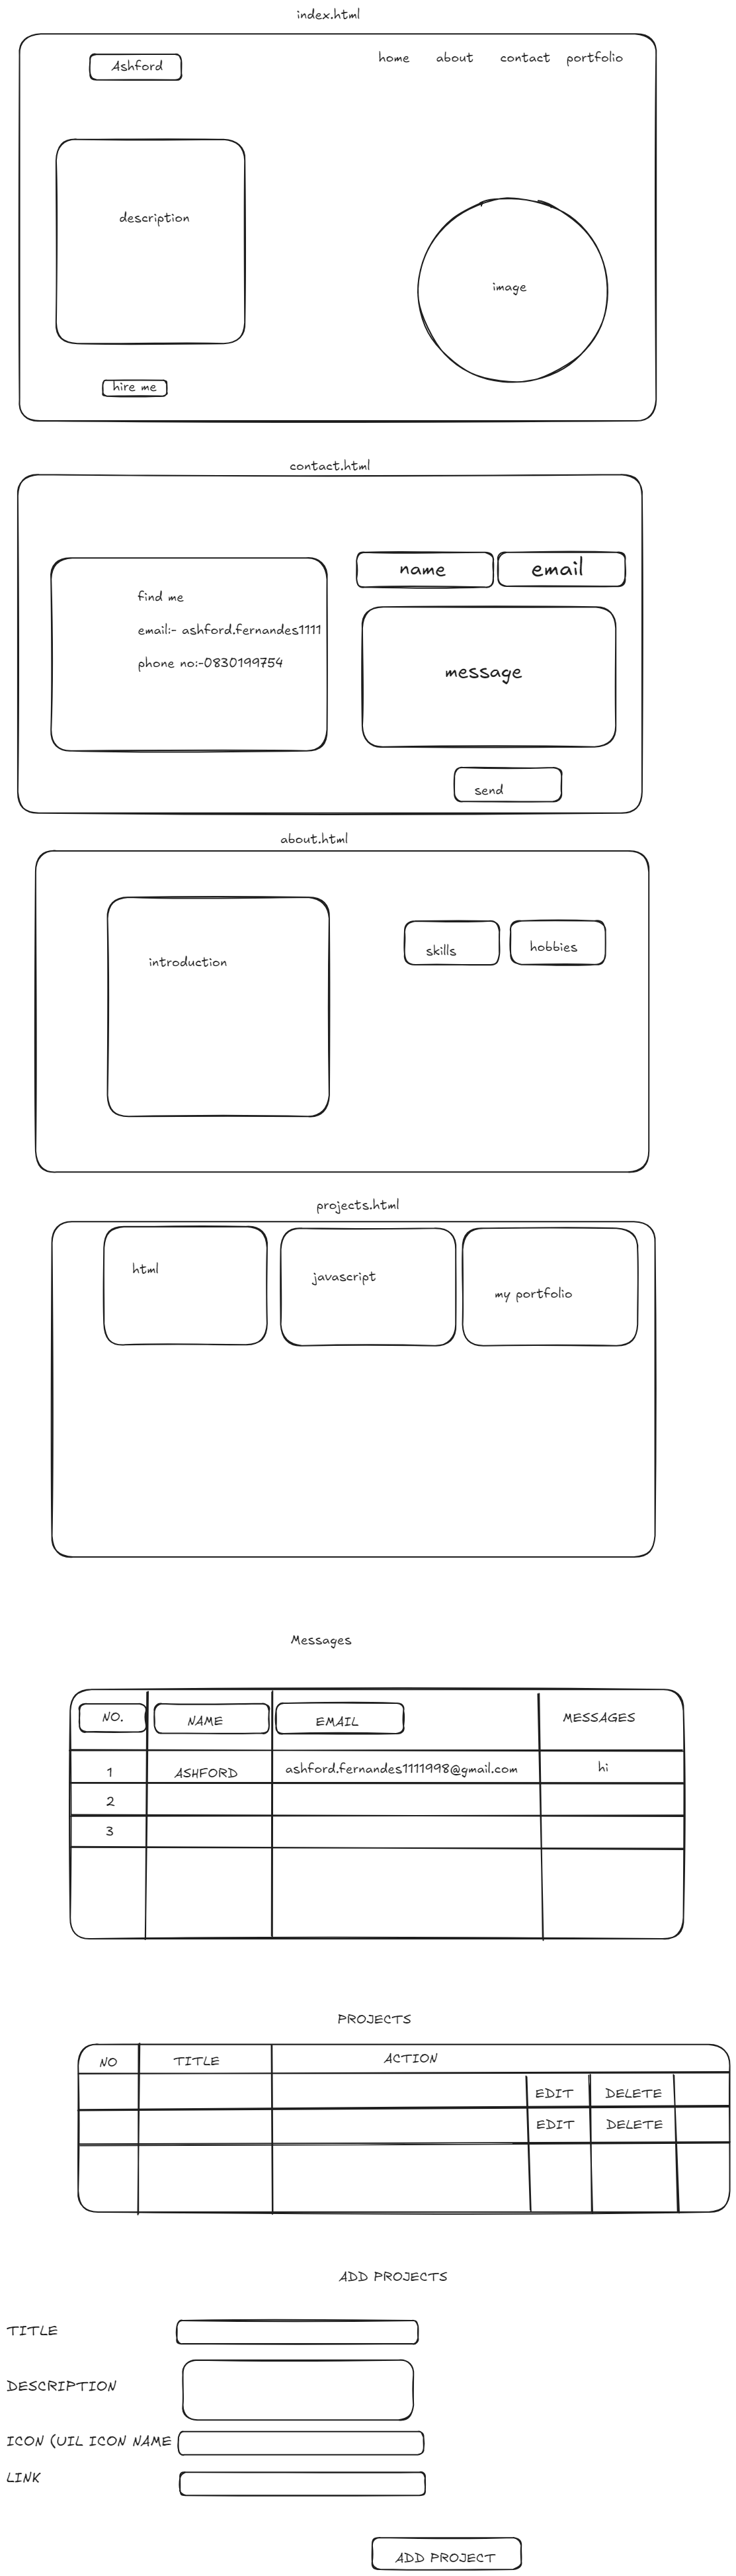 index.html
Ashford
home about contact portfolio
description
image
hire me
contact.html
name email
find me
email:- ashford.fernandes1111
phone no:-0830199754
message
send
about.html
skills hobbies
introduction
projects.html
html
javascript
my portfolio
Messages
NO. NAME EMAIL MESSAGES
1 ASHFORD ashford.fernandes1111998@gmail.com hi
2
3
PROJECTS
NO TITLE ACTION
EDIT DELETE
EDIT DELETE
ADD PROJECTS
TITLE
DESCRIPTION
ICON (UIL ICON NAME
LINK
ADD PROJECT